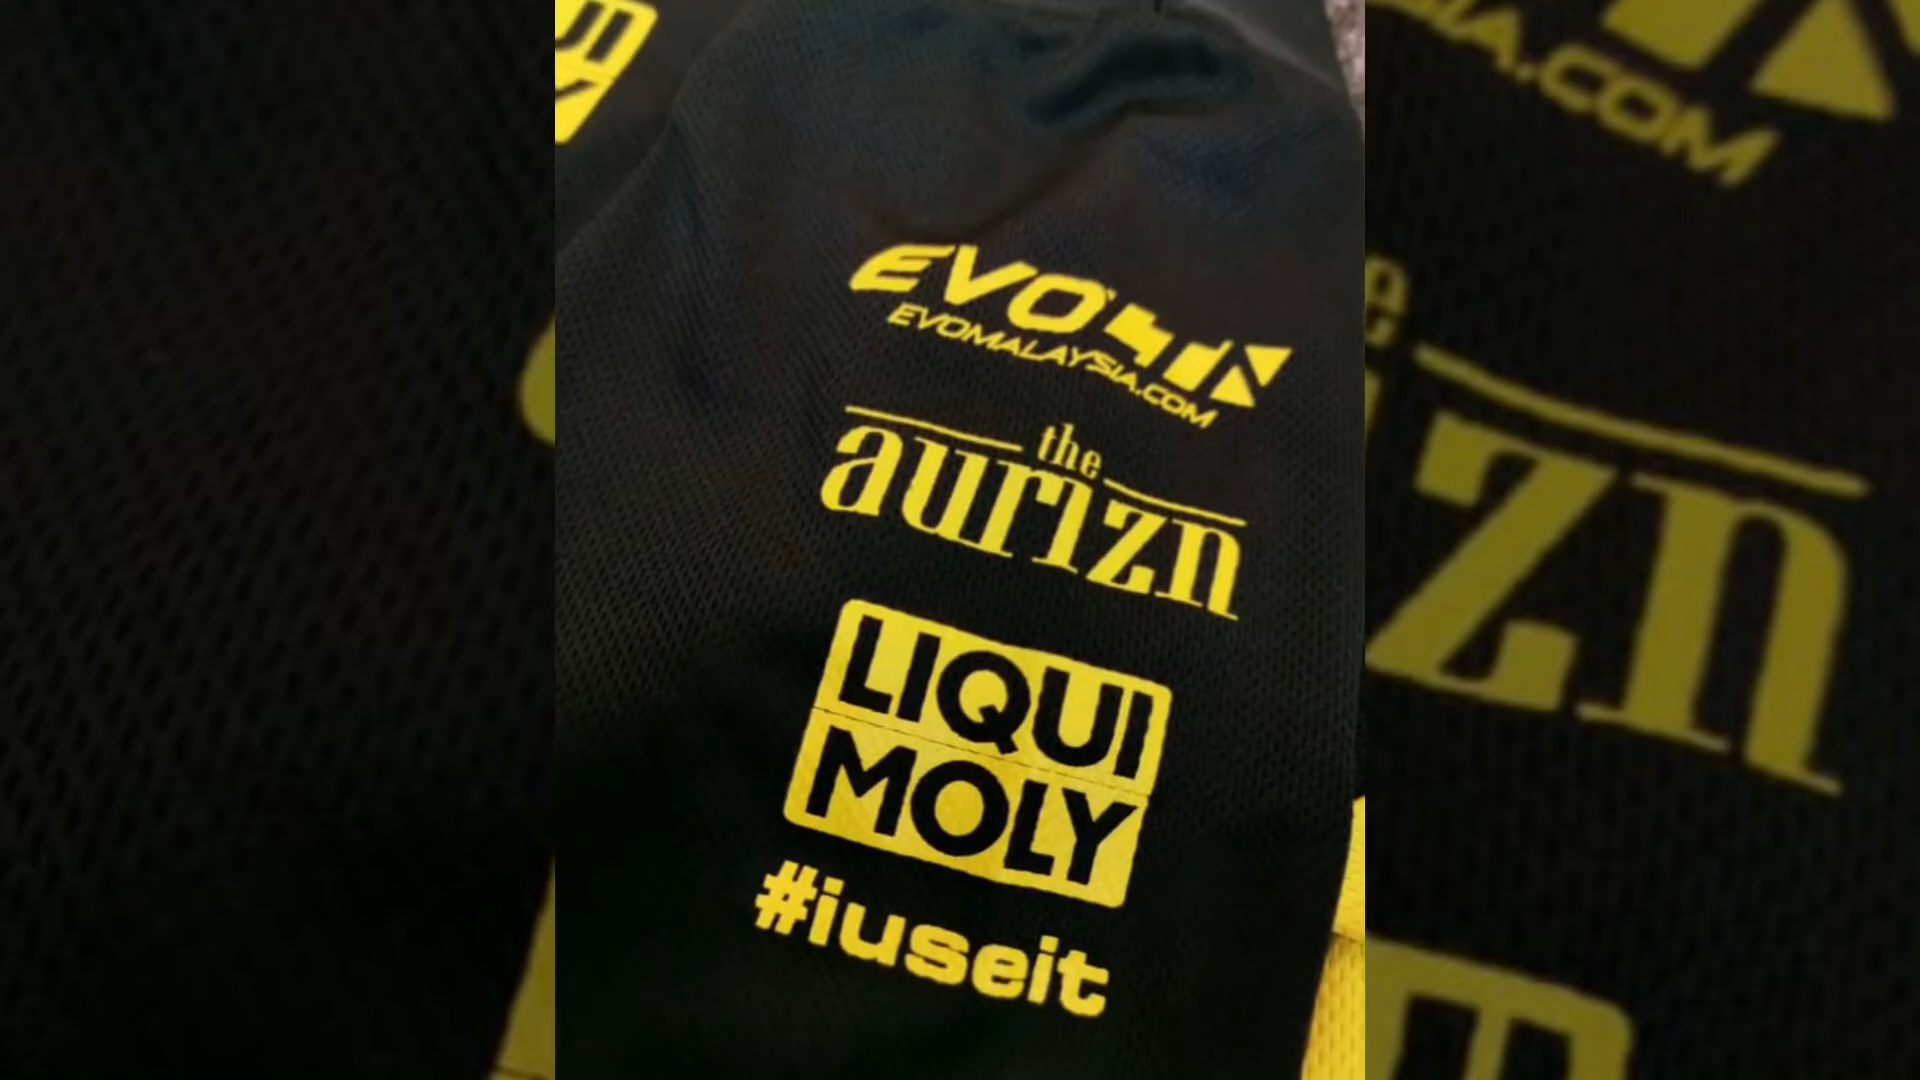 EVO
EVOMALAYSIA.COM
the
aurizn
LIQUI
MOLY
#iuseit